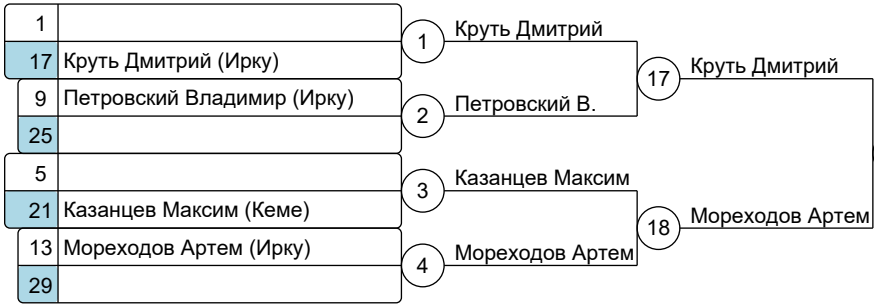 1
1
Круть Дмитрий
17 Круть Дмитрий (Ирку)
17
Круть Дмитрий
9 Петровский Владимир (Ирку)
2
Петровский В.
25
5
3
Казанцев Максим
21 Казанцев Максим (Кеме)
18
Мореходов Артем
13 Мореходов Артем (Ирку)
4
Мореходов Артем
29